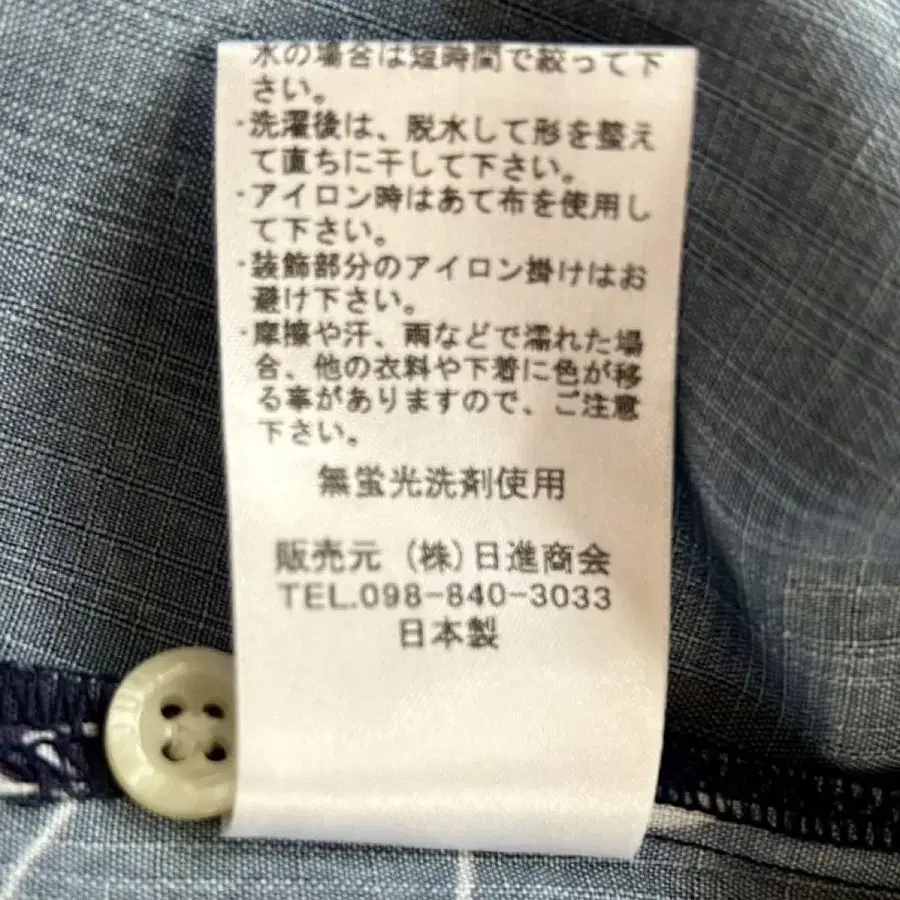 水の場合は短時間で絞って下
さい。
・洗濯後は、脱水して形を整え
て直ちに干して下さい。
・アイロン時はあて布を使用し
て下さい。
・装飾部分のアイロン掛けはお
避け下さい。
・摩擦や汗、雨などで濡れた場
合、他の衣料や下着に色が移
る事がありますので、ご注意
下さい。
無蛍光洗剤使用
販売元 (株)日進商会
TEL.098-840-3033
日本製